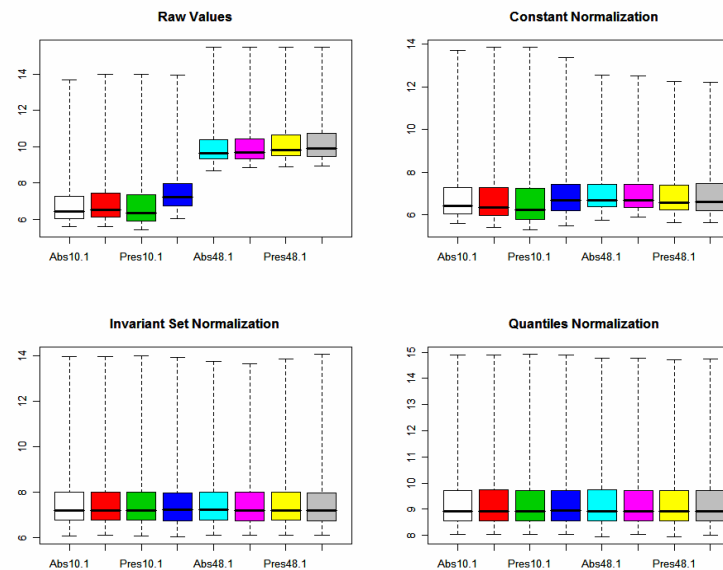 Raw Values
14
12
10
8
6
Abs10.1 Pres10.1 Abs48.1 Pres48.1
Constant Normalization
14
12
10
8
6
Abs10.1 Pres10.1 Abs48.1 Pres48.1
Invariant Set Normalization
14
12
10
8
6
Abs10.1 Pres10.1 Abs48.1 Pres48.1
Quantiles Normalization
15
14
13
12
11
10
9
8
Abs10.1 Pres10.1 Abs48.1 Pres48.1